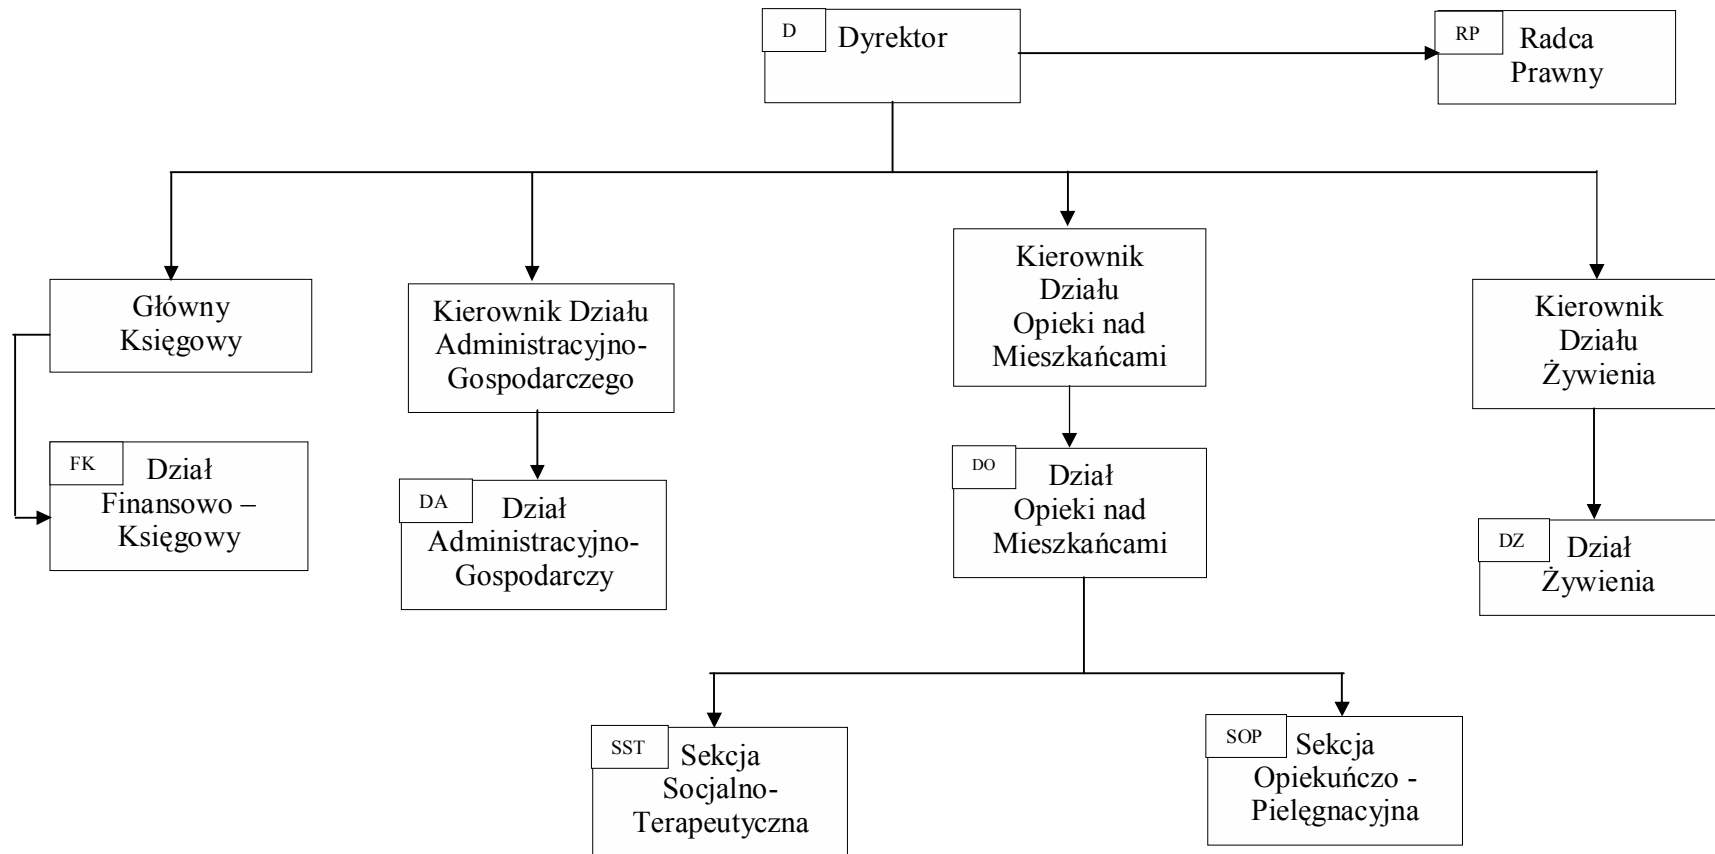 D
Dyrektor
RP
Radca
Prawny
Główny
Księgowy
Kierownik Działu
Administracyjno-
Gospodarczego
Kierownik
Działu
Opieki nad
Mieszkańcami
Kierownik
Działu
Żywienia
FK
Dział
Finansowo –
Księgowy
DA
Dział
Administracyjno-
Gospodarczy
DO
Dział
Opieki nad
Mieszkańcami
DZ
Dział
Żywienia
SST
Sekcja
Socjalno-
Terapeutyczna
SOP
Sekcja
Opiekuńczo -
Pielęgnacyjna